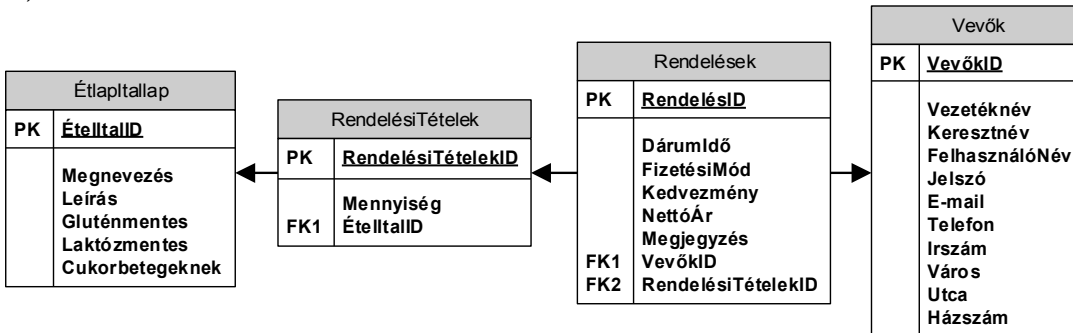 ÉtlapItallap
PK ÉtelItalID
Megnevezés
Leírás
Gluténmentes
Laktózmentes
Cukorbetegeknek
RendelésiTételek
PK RendelésiTételekID
Mennyiség
FK1 ÉtelItalID
Rendelések
PK RendelésID
DárumIdő
FizetésiMód
Kedvezmény
NettóÁr
Megjegyzés
FK1 VevőkID
FK2 RendelésiTételekID
Vevők
PK VevőkID
Vezetéknév
Keresztnév
FelhasználóNév
Jelszó
E-mail
Telefon
Irszám
Város
Utca
Házszám